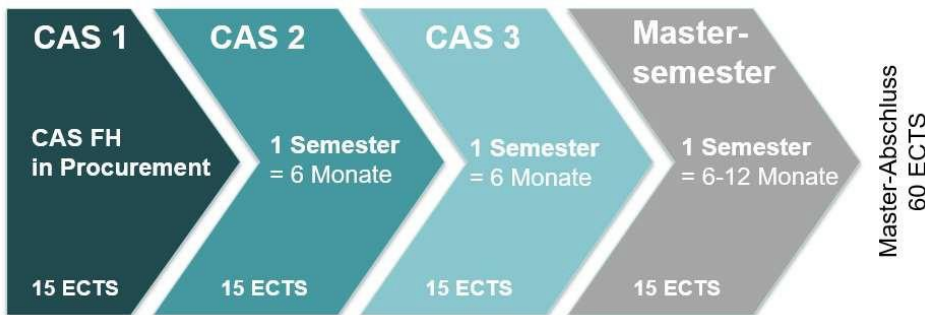 CAS 1
CAS FH
in Procurement
15 ECTS
CAS 2
1 Semester
= 6 Monate
15 ECTS
CAS 3
1 Semester
= 6 Monate
15 ECTS
Master-
semester
1 Semester
= 6-12 Monate
15 ECTS
Master-Abschluss
60 ECTS